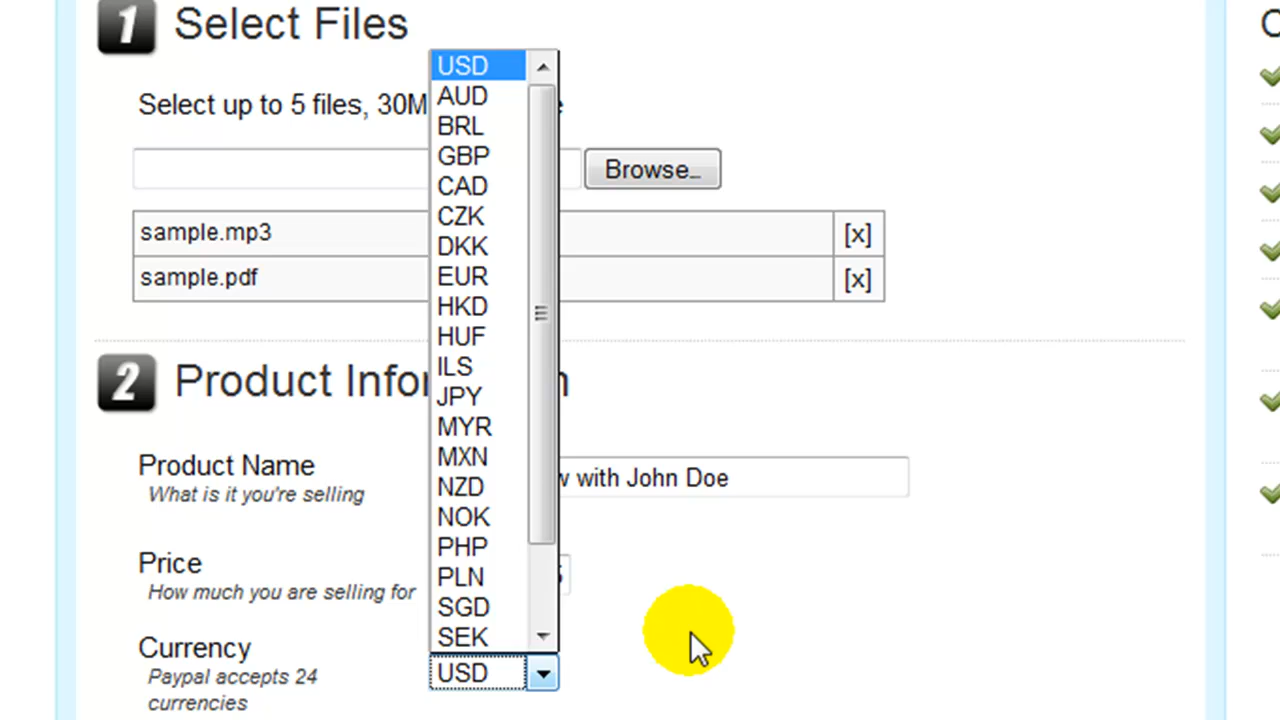 1 Select Files
Select up to 5 files, 30M
Browse...
sample.mp3 [x]
sample.pdf [x]
2 Product Infor
Product Name
What is it you're selling
with John Doe
Price
How much you are selling for
Currency
Paypal accepts 24
currencies
USD
AUD
BRL
GBP
CAD
CZK
DKK
EUR
HKD
HUF
ILS
JPY
MYR
MXN
NZD
NOK
PHP
PLN
SGD
SEK
USD